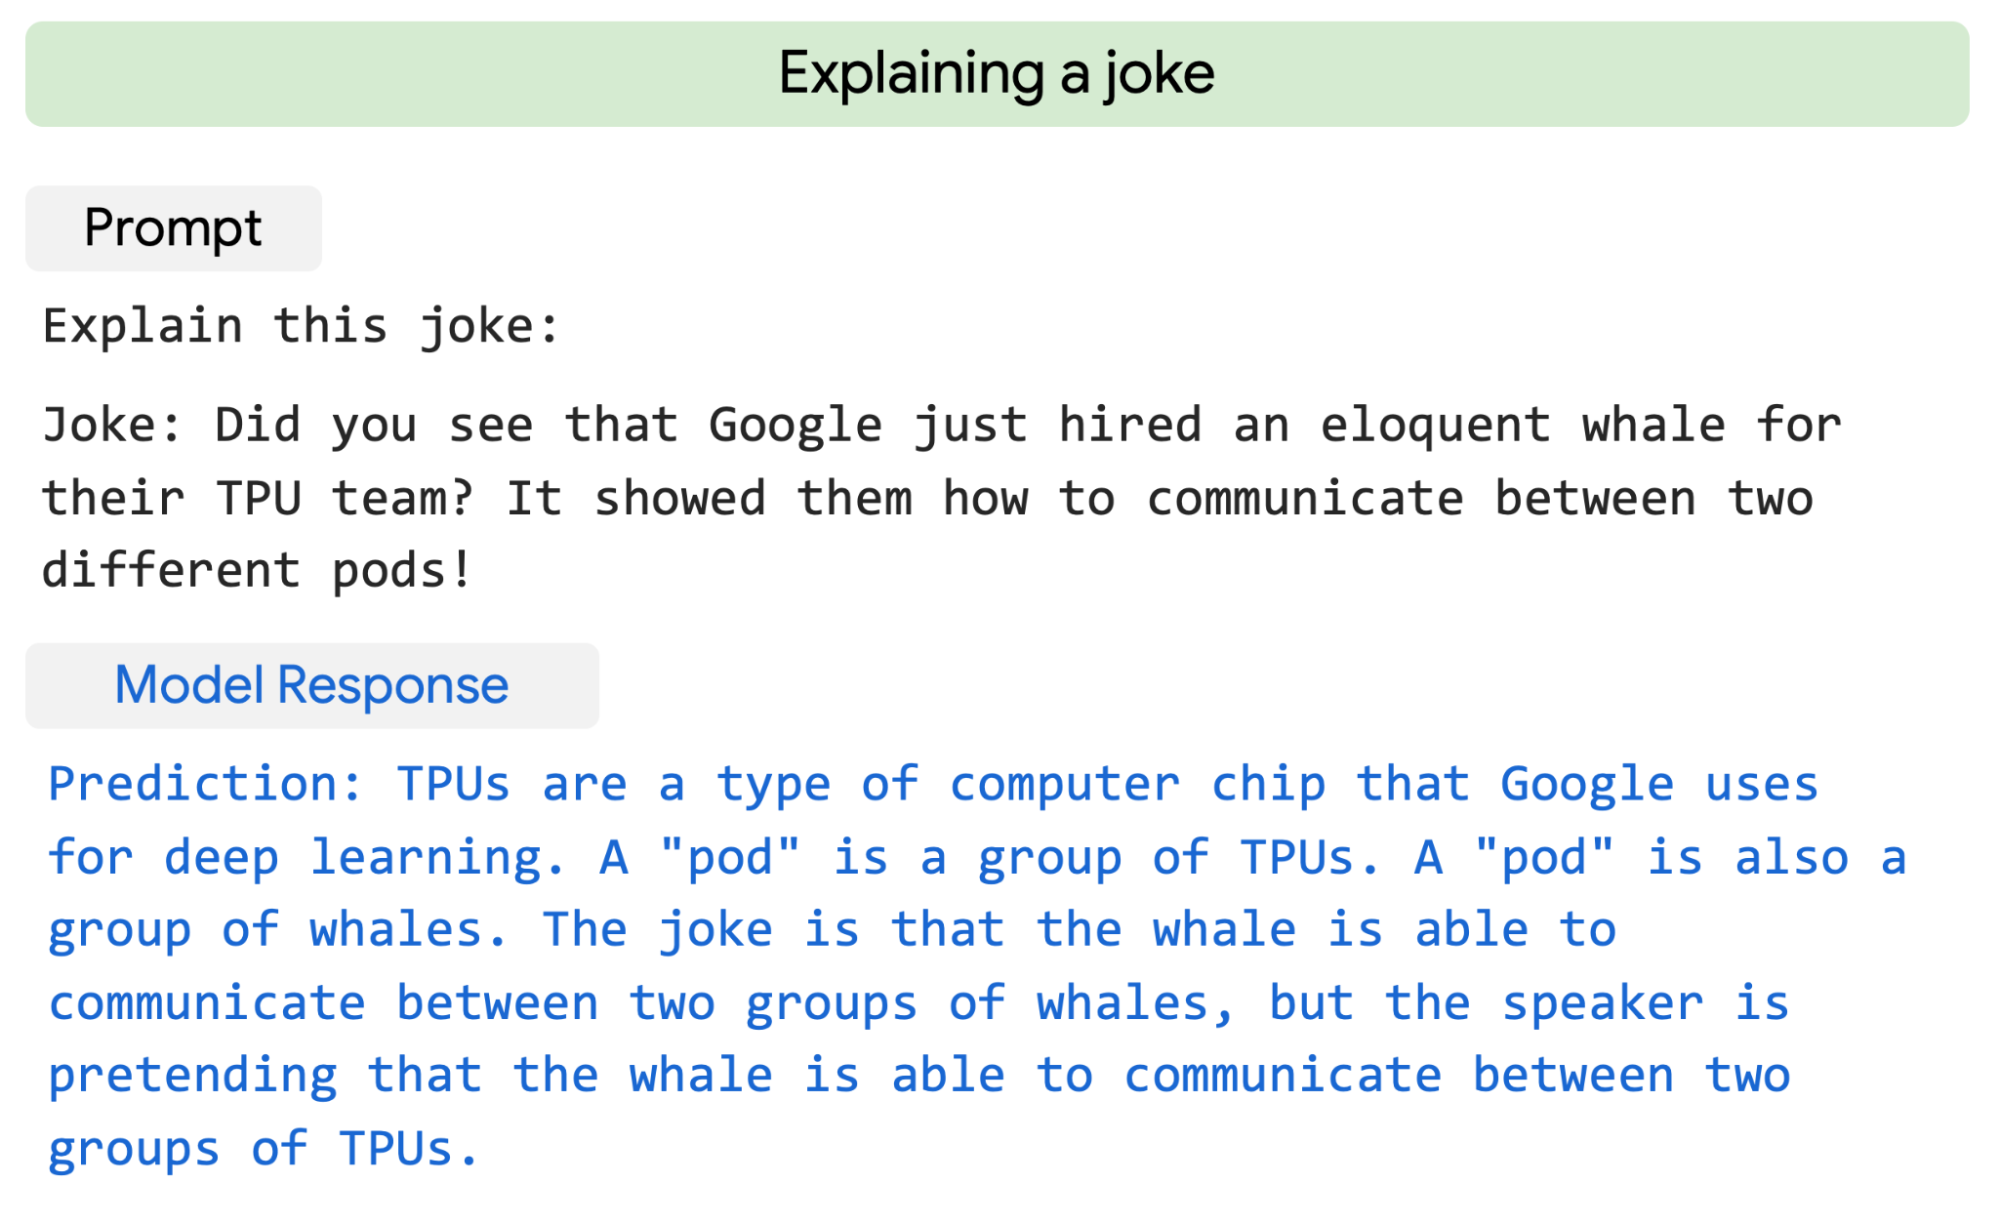 Explaining a joke
Prompt
Explain this joke:
Joke: Did you see that Google just hired an eloquent whale for
their TPU team? It showed them how to communicate between two
different pods!
Model Response
Prediction: TPUs are a type of computer chip that Google uses
for deep learning. A "pod" is a group of TPUs. A "pod" is also a
group of whales. The joke is that the whale is able to
communicate between two groups of whales, but the speaker is
pretending that the whale is able to communicate between two
groups of TPUs.